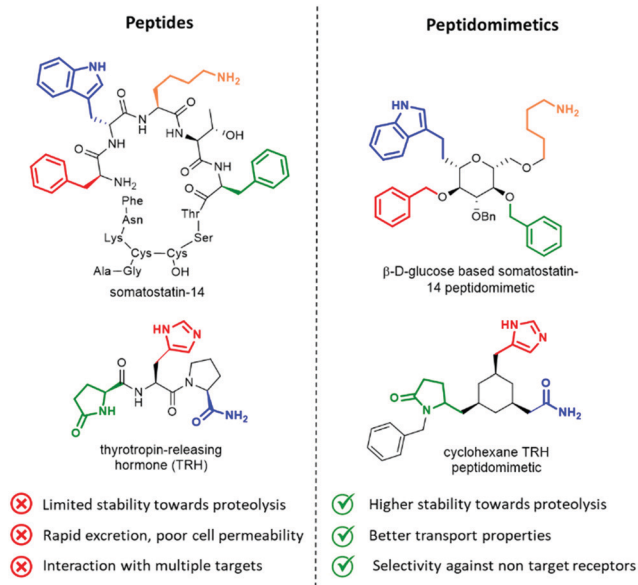 Peptides
NH
NH2
O
O
N
H
NH
O
N
H
OH
O
NH
NH2
O
Phe
Asn
Lys
Cys
Cys
Ser
Thr
Ala
Gly
OH
somatostatin-14
HN
N
O
O
N
H
N
NH
O
O
O
NH2
thyrotropin-releasing
hormone (TRH)
Limited stability towards proteolysis
Rapid excretion, poor cell permeability
Interaction with multiple targets
Peptidomimetics
HN
NH2
O
O
O
O
OBn
β-D-glucose based somatostatin-
14 peptidomimetic
HN
N
O
N
O
NH2
cyclohexane TRH
peptidomimetic
Higher stability towards proteolysis
Better transport properties
Selectivity against non target receptors